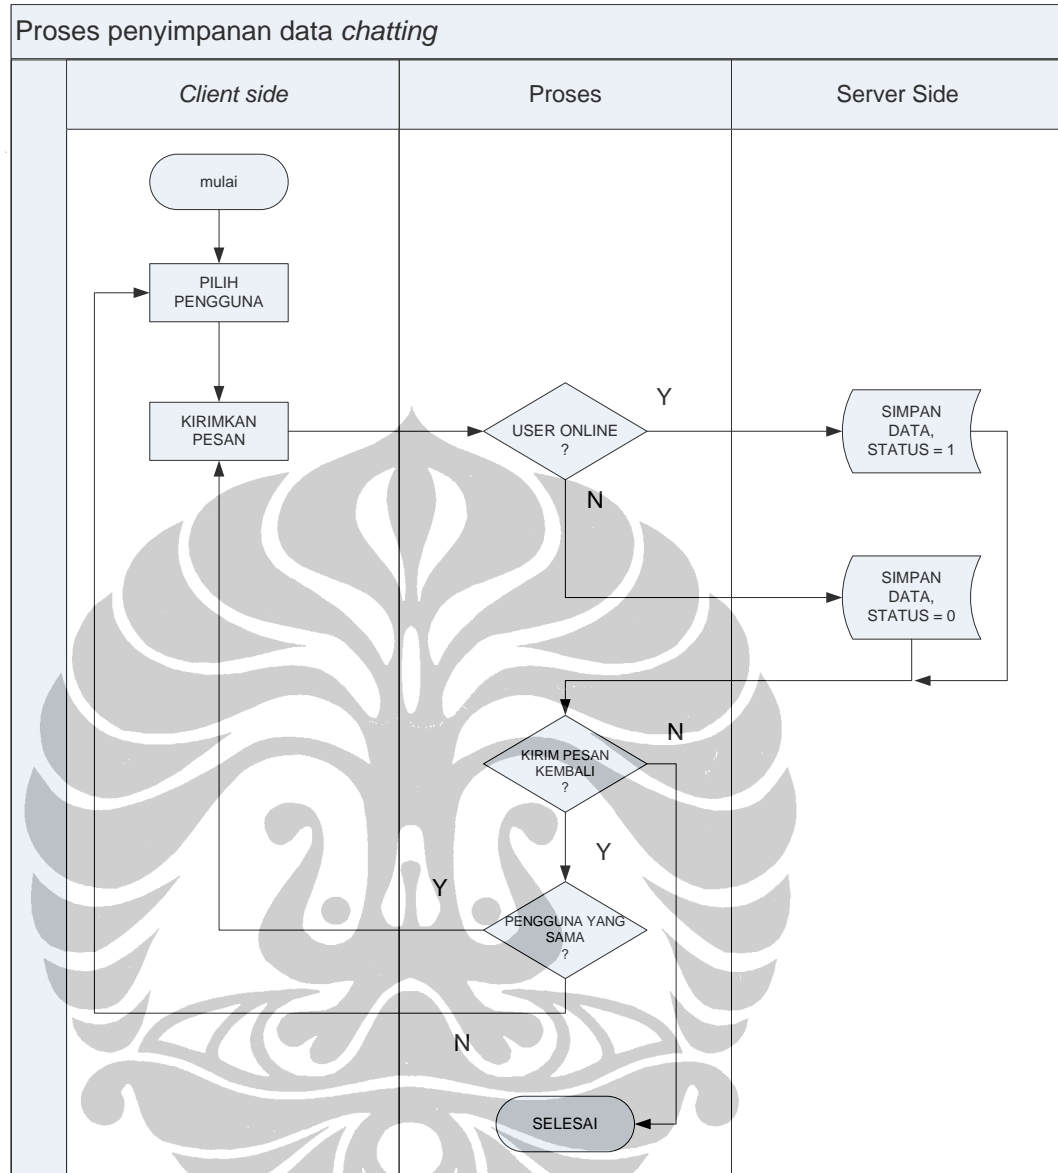 Proses penyimpanan data chatting
Client side
Proses
Server Side
mulai
PILIH
PENGGUNA
KIRIMKAN
PESAN
USER ONLINE
?
Y
N
SIMPAN
DATA,
STATUS = 1
SIMPAN
DATA,
STATUS = 0
KIRIM PESAN
KEMBALI
?
N
Y
PENGGUNA YANG
SAMA
?
Y
N
SELESAI